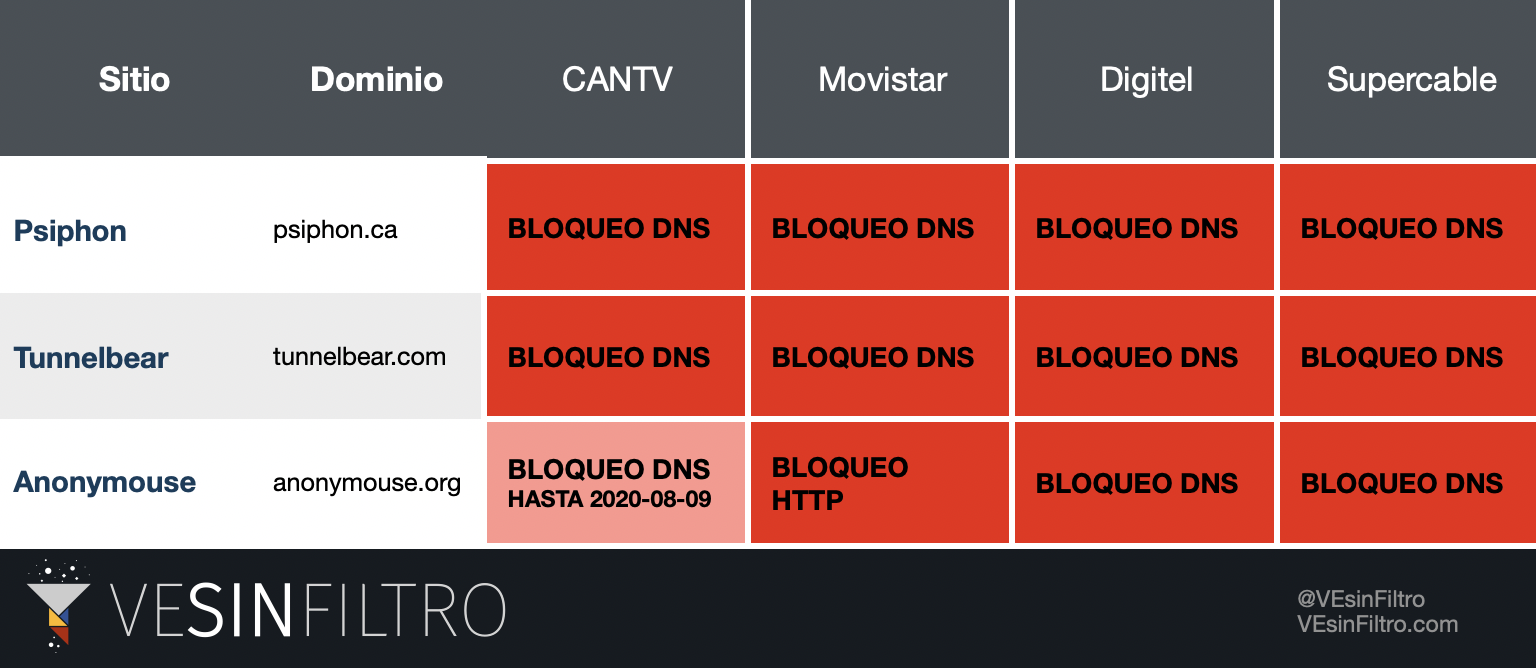 Sitio Dominio CANTV Movistar Digitel Supercable
Psiphon psiphon.ca BLOQUEO DNS BLOQUEO DNS BLOQUEO DNS BLOQUEO DNS
Tunnelbear tunnelbear.com BLOQUEO DNS BLOQUEO DNS BLOQUEO DNS BLOQUEO DNS
Anonymouse anonymouse.org BLOQUEO DNS
HASTA 2020-08-09
BLOQUEO
HTTP
BLOQUEO DNS BLOQUEO DNS
VESINFILTRO
@VEsinFiltro
VEsinFiltro.com